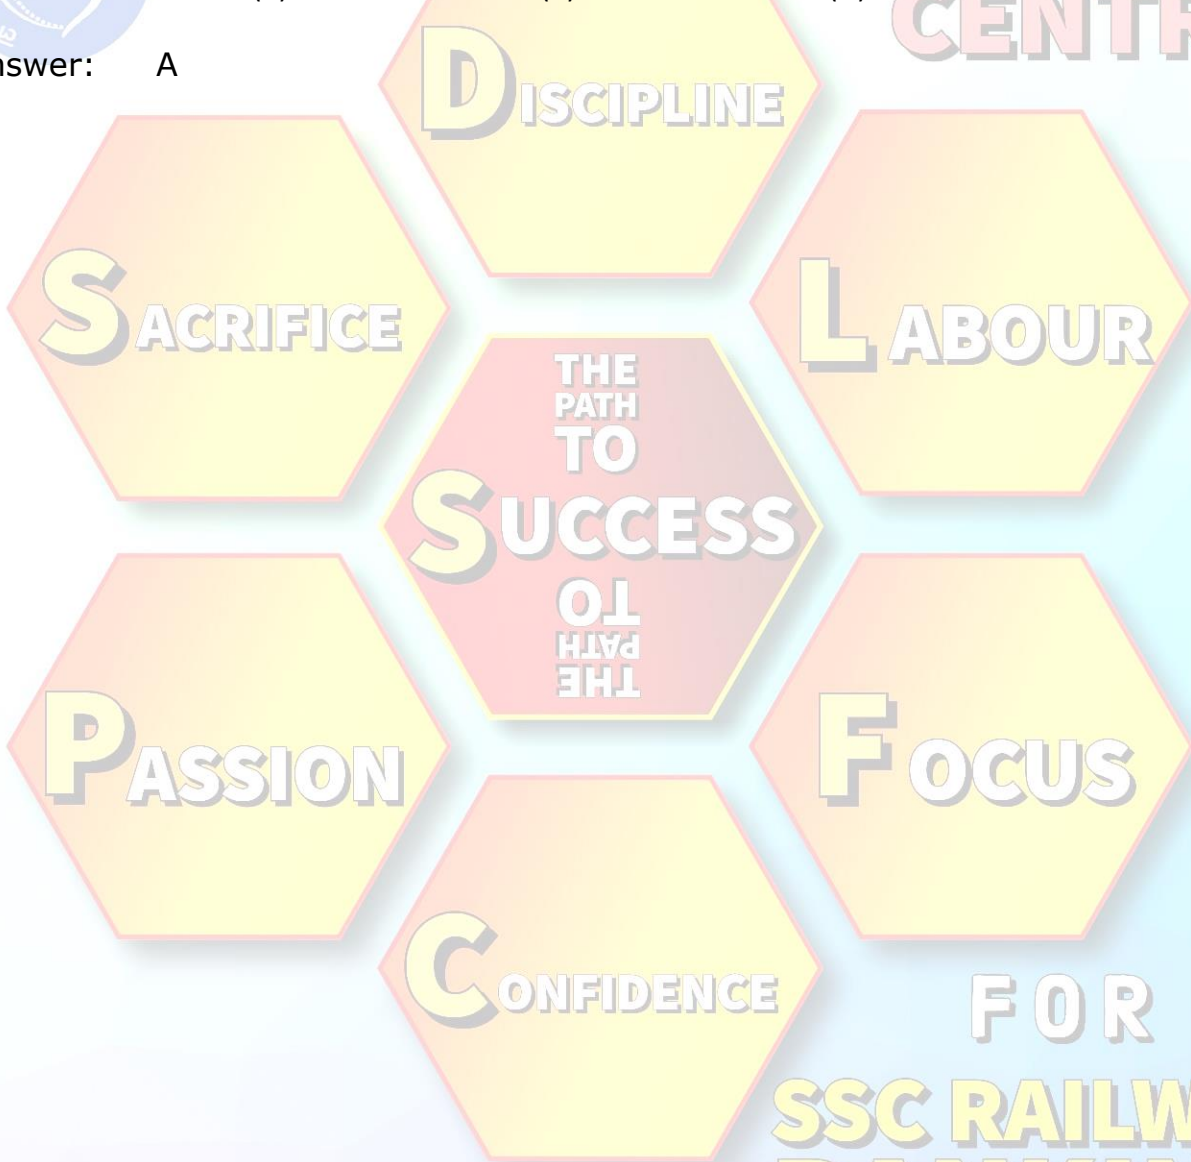 CENTR
nswer: A
DISCIPLINE
SACRIFICE
LABOUR
THE
PATH
TO
SUCCESS
TO
PATH
THE
PASSION
FOCUS
CONFIDENCE
FOR
SSC RAILW